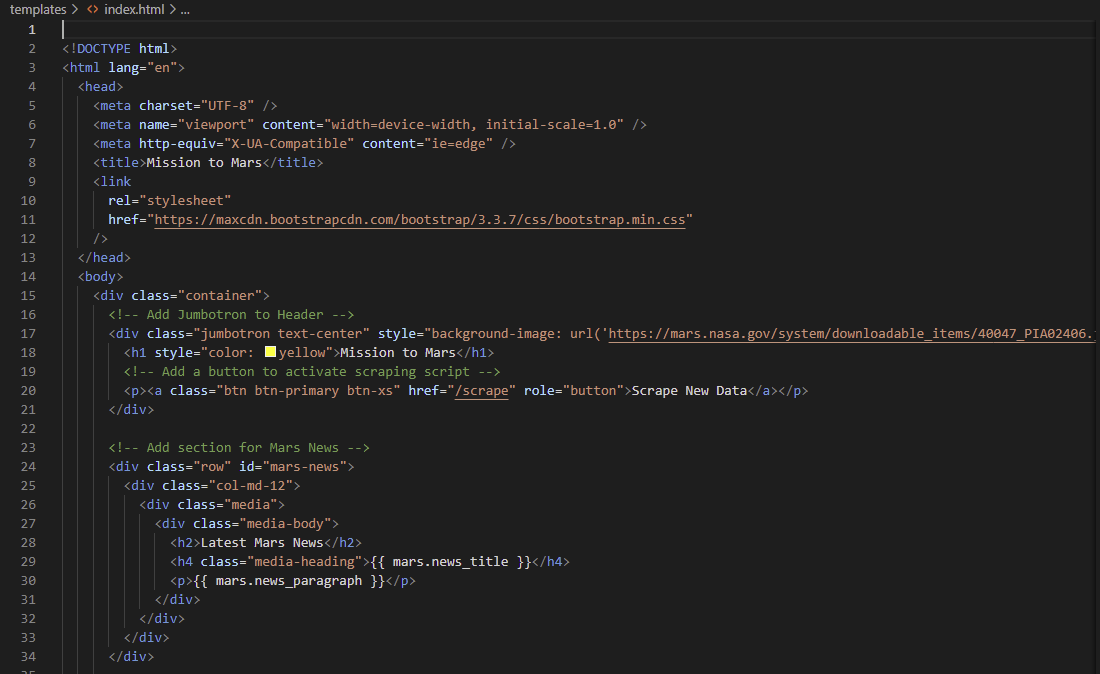 templates > <> index.html > ...
1
2 <!DOCTYPE html>
3 <html lang="en">
4 <head>
5 <meta charset="UTF-8" />
6 <meta name="viewport" content="width=device-width, initial-scale=1.0" />
7 <meta http-equiv="X-UA-Compatible" content="ie=edge" />
8 <title>Mission to Mars</title>
9 <link
10 rel="stylesheet"
11 href="https://maxcdn.bootstrapcdn.com/bootstrap/3.3.7/css/bootstrap.min.css"
12 />
13 </head>
14 <body>
15 <div class="container">
16 <!-- Add Jumbotron to Header -->
17 <div class="jumbotron text-center" style="background-image: url('https://mars.nasa.gov/system/downloadable_items/40047_PIA02406.
18 <h1 style="color: yellow">Mission to Mars</h1>
19 <!-- Add a button to activate scraping script -->
20 <p><a class="btn btn-primary btn-xs" href="/scrape" role="button">Scrape New Data</a></p>
21 </div>
22
23 <!-- Add section for Mars News -->
24 <div class="row" id="mars-news">
25 <div class="col-md-12">
26 <div class="media">
27 <div class="media-body">
28 <h2>Latest Mars News</h2>
29 <h4 class="media-heading">{{ mars.news_title }}</h4>
30 <p>{{ mars.news_paragraph }}</p>
31 </div>
32 </div>
33 </div>
34 </div>